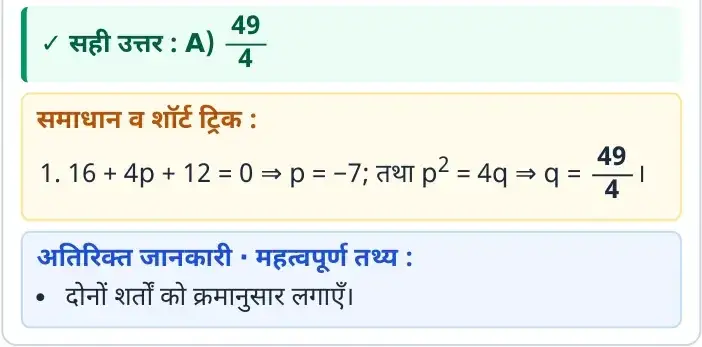 ✓ सही उत्तर : A) 49/4
समाधान व शॉर्ट ट्रिक :
1. 16 + 4p + 12 = 0 ⇒ p = −7; तथा p² = 4q ⇒ q = 49/4।
अतिरिक्त जानकारी · महत्वपूर्ण तथ्य :
• दोनों शर्तों को क्रमानुसार लगाएँ।